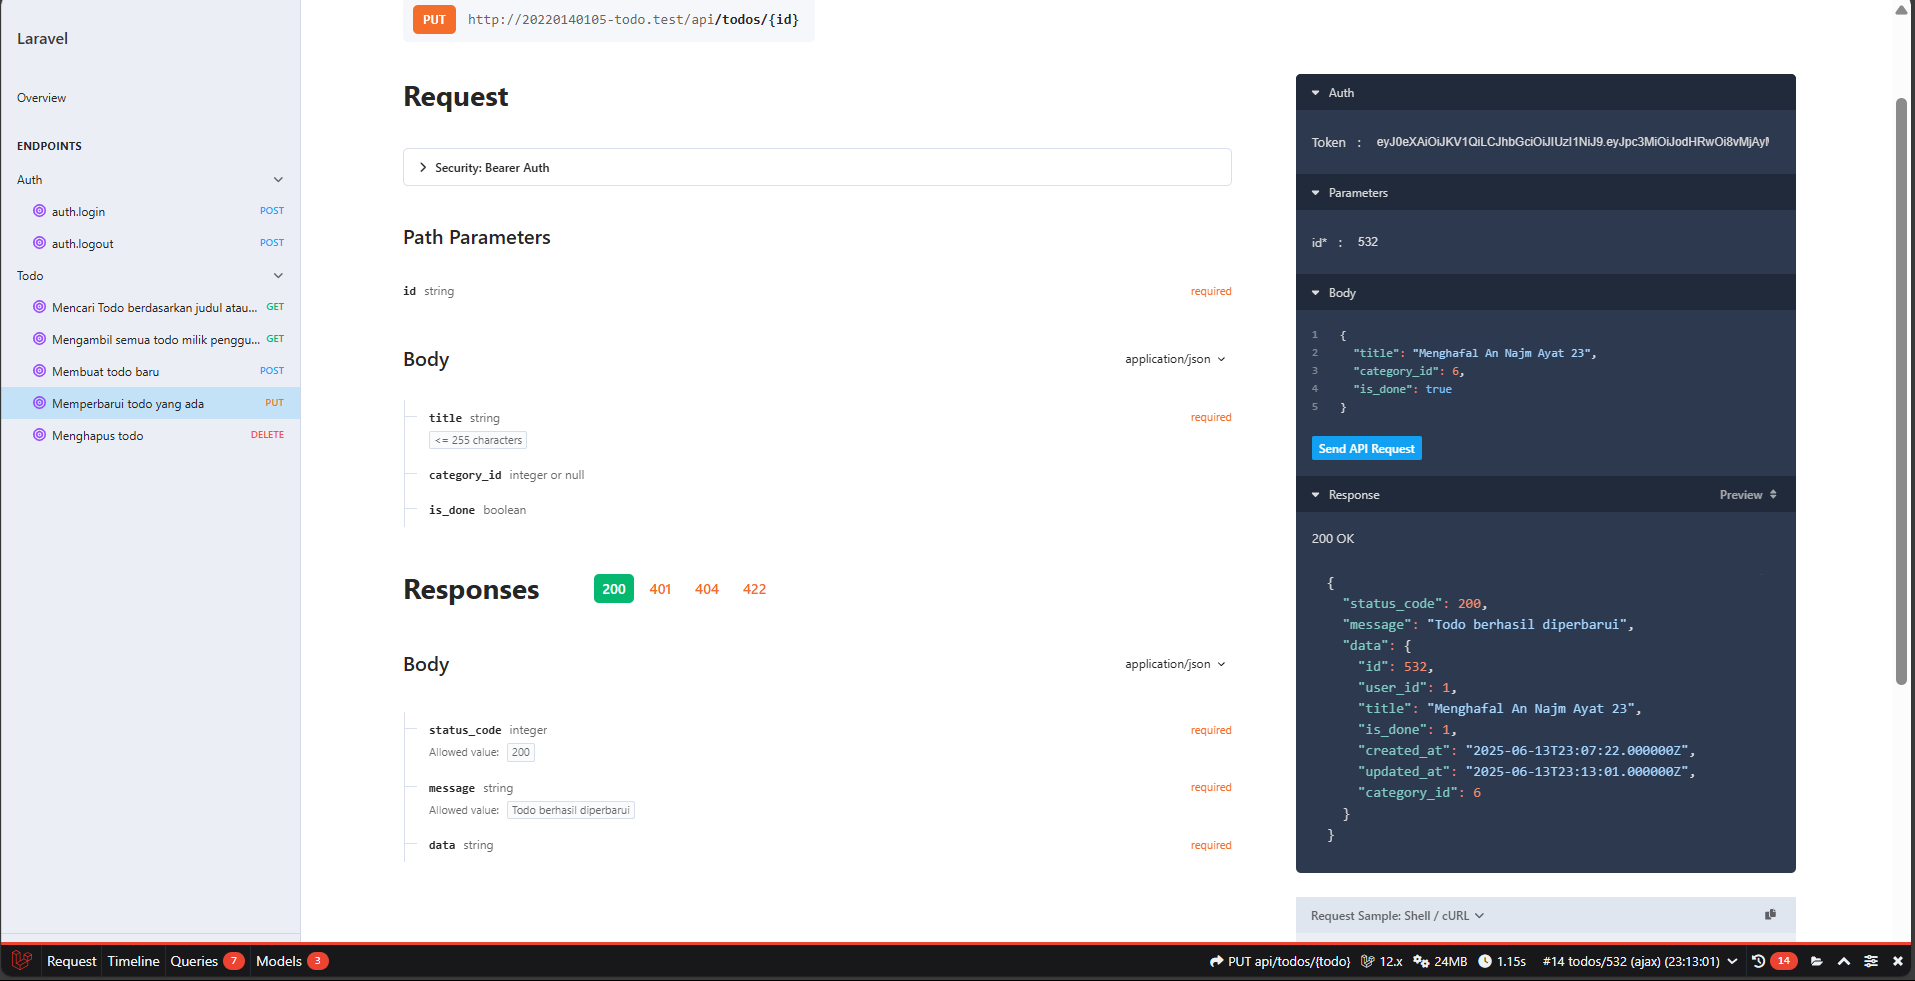 Laravel
Overview
ENDPOINTS
Auth
auth.login POST
auth.logout POST
Todo
Mencari Todo berdasarkan judul atau... GET
Mengambil semua todo milik penggu... GET
Membuat todo baru POST
Memperbarui todo yang ada PUT
Menghapus todo DELETE
PUT http://20220140105-todo.test/api/todos/{id}
Request
Security: Bearer Auth
Path Parameters
id string required
Body application/json
title string required
<= 255 characters
category_id integer or null
is_done boolean
Responses 200 401 404 422
Body application/json
status_code integer required
Allowed value: 200
message string required
Allowed value: Todo berhasil diperbarui
data string required
Auth
Token : eyJ0eXAiOiJKV1QiLCJhbGciOiJIUzI1NiJ9.eyJpc3MiOiJodHRwOi8vMjAyM
Parameters
id* : 532
Body
1 {
2 "title": "Menghafal An Najm Ayat 23",
3 "category_id": 6,
4 "is_done": true
5 }
Send API Request
Response Preview
200 OK
{
"status_code": 200,
"message": "Todo berhasil diperbarui",
"data": {
"id": 532,
"user_id": 1,
"title": "Menghafal An Najm Ayat 23",
"is_done": 1,
"created_at": "2025-06-13T23:07:22.000000Z",
"updated_at": "2025-06-13T23:13:01.000000Z",
"category_id": 6
}
}
Request Sample: Shell / cURL
Request Timeline Queries 7 Models 3 PUT api/todos/{todo} 12.x 24MB 1.15s #14 todos/532 (ajax) (23:13:01) 14